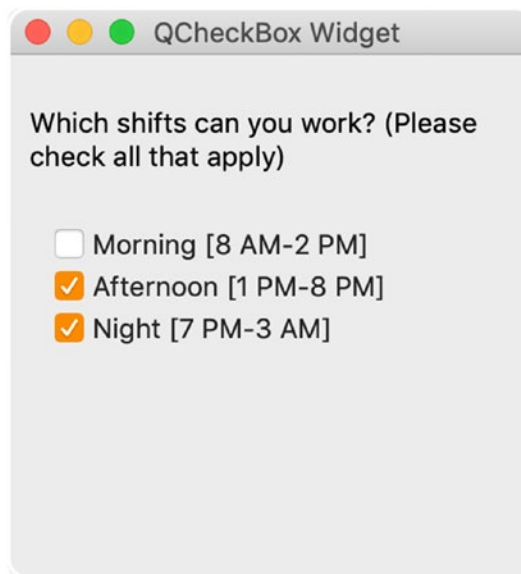 QCheckBox Widget
Which shifts can you work? (Please
check all that apply)
Morning [8 AM-2 PM]
Afternoon [1 PM-8 PM]
Night [7 PM-3 AM]